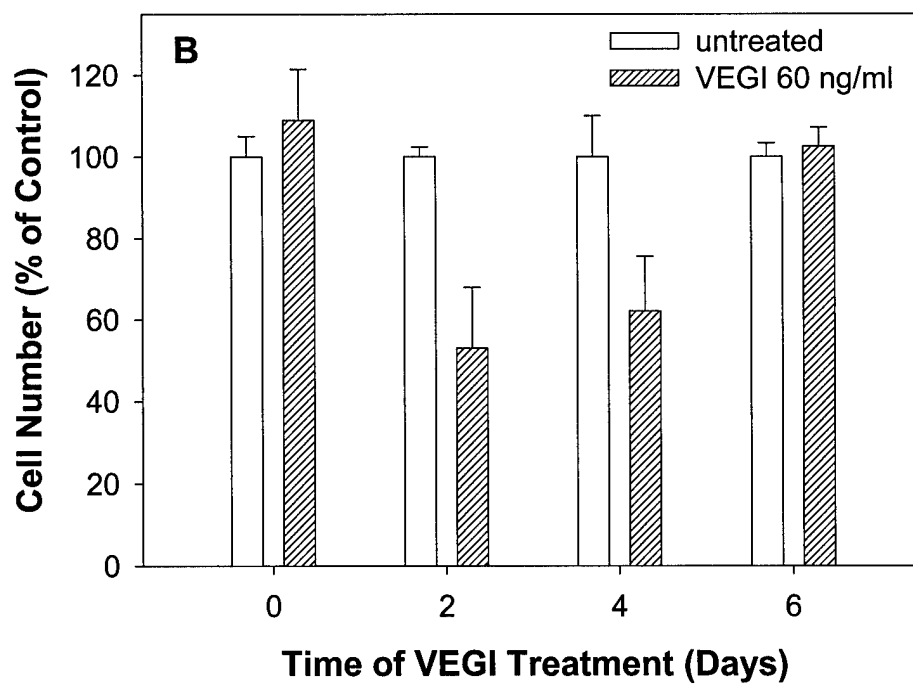 B
untreated
VEGI 60 ng/ml
Cell Number (% of Control)
120
100
80
60
40
20
0
0 2 4 6
Time of VEGI Treatment (Days)